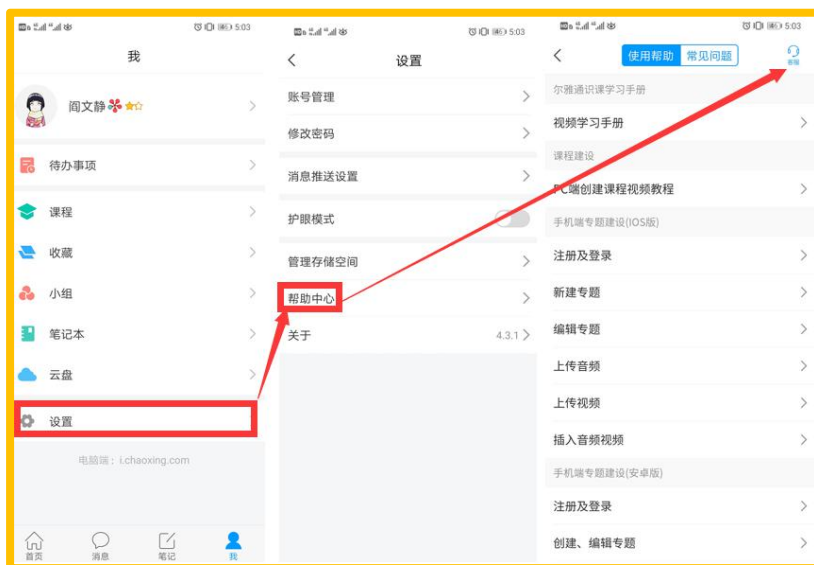 5:03
我
阎文静
待办事项
课程
收藏
小组
笔记本
云盘
设置
电脑端：i.chaoxing.com
首页
消息
笔记
我
5:03
设置
账号管理
修改密码
消息推送设置
护眼模式
管理存储空间
帮助中心
关于
4.3.1
5:03
使用帮助
常见问题
客服
尔雅通识课学习手册
视频学习手册
课程建设
PC端创建课程视频教程
手机端专题建设(IOS版)
注册及登录
新建专题
编辑专题
上传音频
上传视频
插入音频视频
手机端专题建设(安卓版)
注册及登录
创建、编辑专题